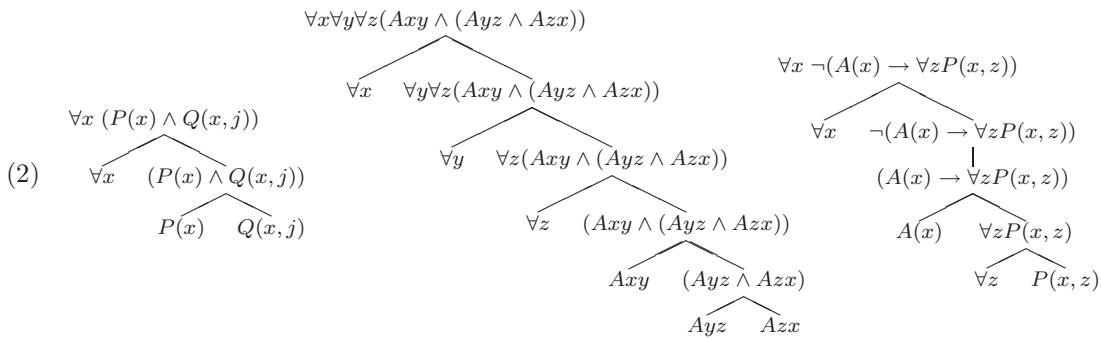 (2)
∀x (P(x) ∧ Q(x, j))
∀x (P(x) ∧ Q(x, j))
P(x) Q(x, j)
∀x∀y∀z(Axy ∧ (Ayz ∧ Azx))
∀x ∀y∀z(Axy ∧ (Ayz ∧ Azx))
∀y ∀z(Axy ∧ (Ayz ∧ Azx))
∀z (Axy ∧ (Ayz ∧ Azx))
Axy (Ayz ∧ Azx)
Ayz Azx
∀x ¬(A(x) → ∀zP(x, z))
∀x ¬(A(x) → ∀zP(x, z))
(A(x) → ∀zP(x, z))
A(x) ∀zP(x, z)
∀z P(x, z)